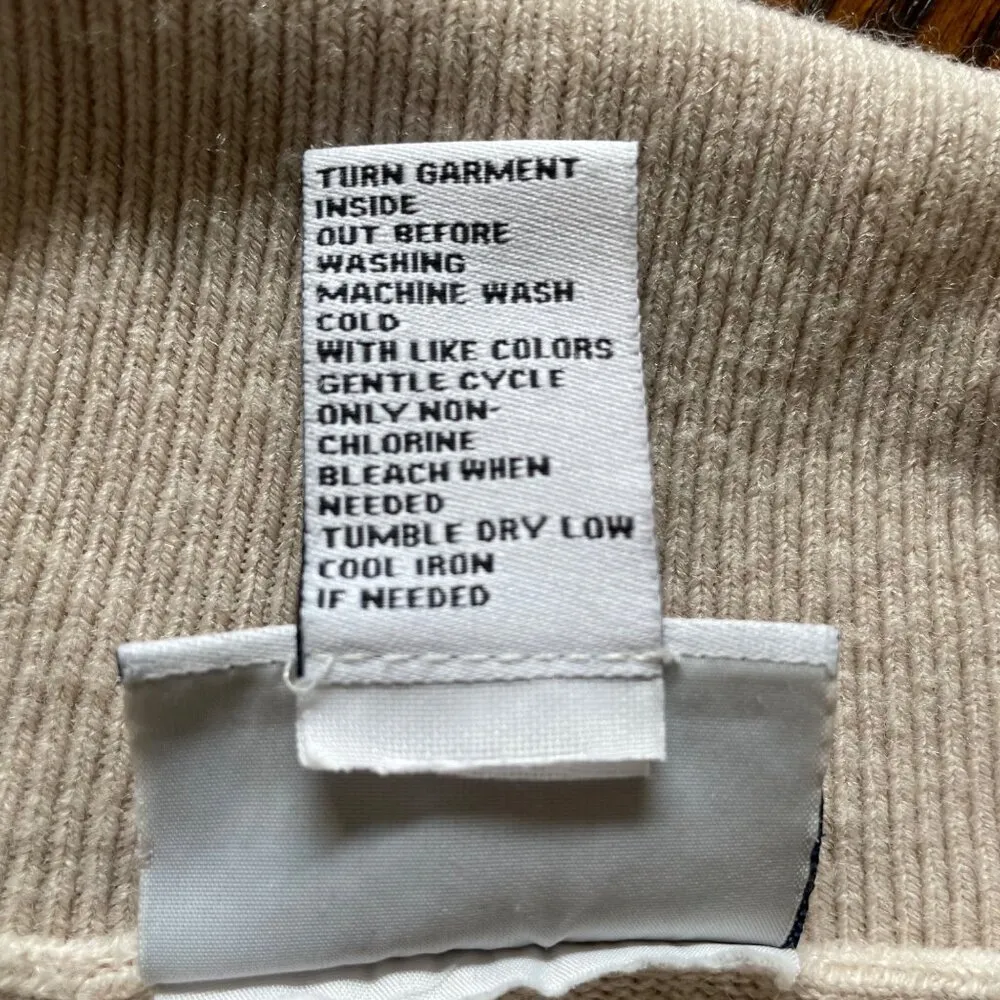 TURN GARMENT
INSIDE
OUT BEFORE
WASHING
MACHINE WASH
COLD
WITH LIKE COLORS
GENTLE CYCLE
ONLY NON-
CHLORINE
BLEACH WHEN
NEEDED
TUMBLE DRY LOW
COOL IRON
IF NEEDED